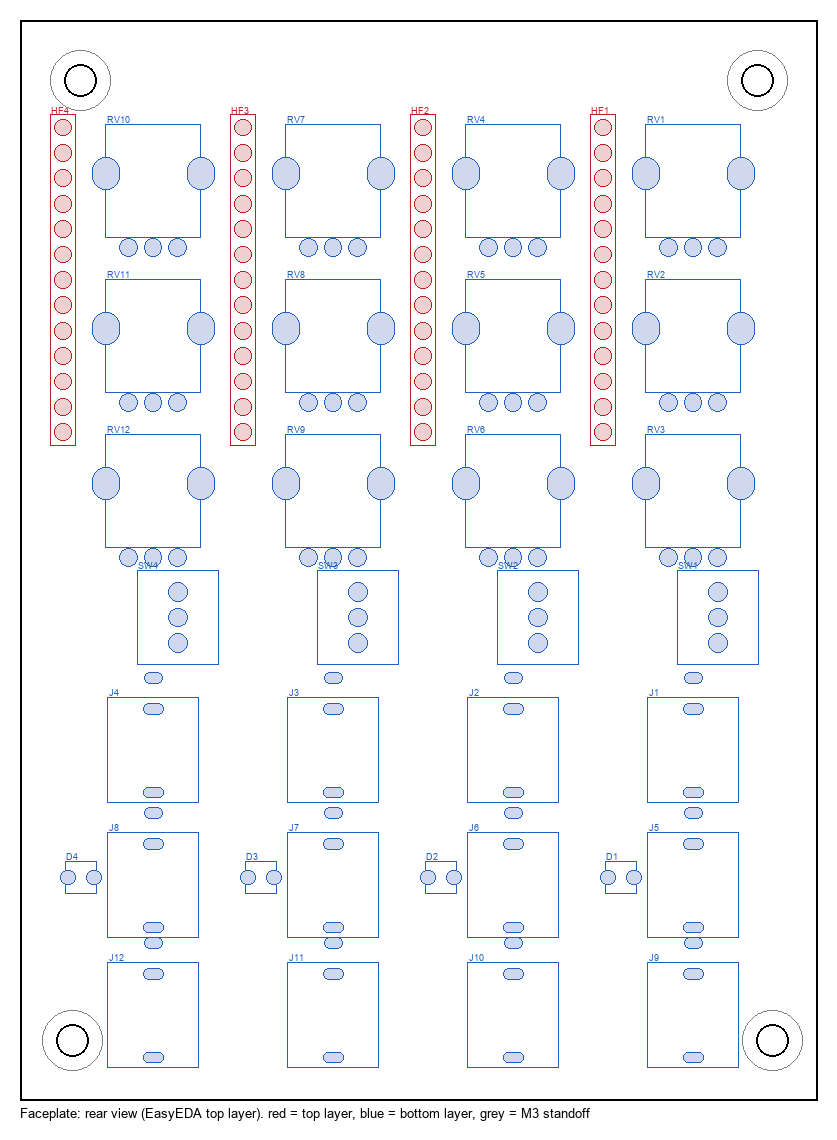 HF4
HF3
HF2
HF1
RV10
RV7
RV4
RV1
RV11
RV8
RV5
RV2
RV12
RV9
RV6
RV3
SW4
SW3
SW2
SW1
J4
J3
J2
J1
J8
J7
J6
J5
D4
D3
D2
D1
J12
J11
J10
J9
Faceplate: rear view (EasyEDA top layer). red = top layer, blue = bottom layer, grey = M3 standoff